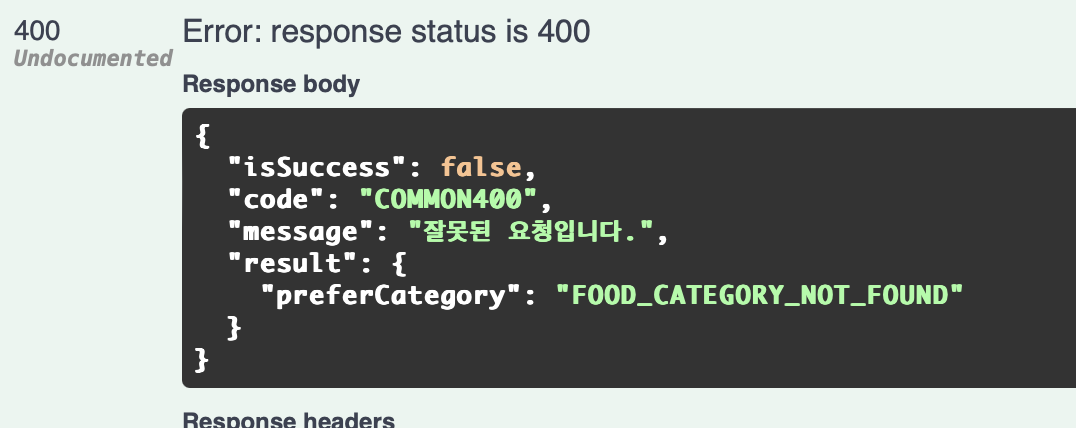 400
Undocumented
Error: response status is 400
Response body
{
  "isSuccess": false,
  "code": "COMMON400",
  "message": "잘못된 요청입니다.",
  "result": {
    "preferCategory": "FOOD_CATEGORY_NOT_FOUND"
  }
}
Response headers